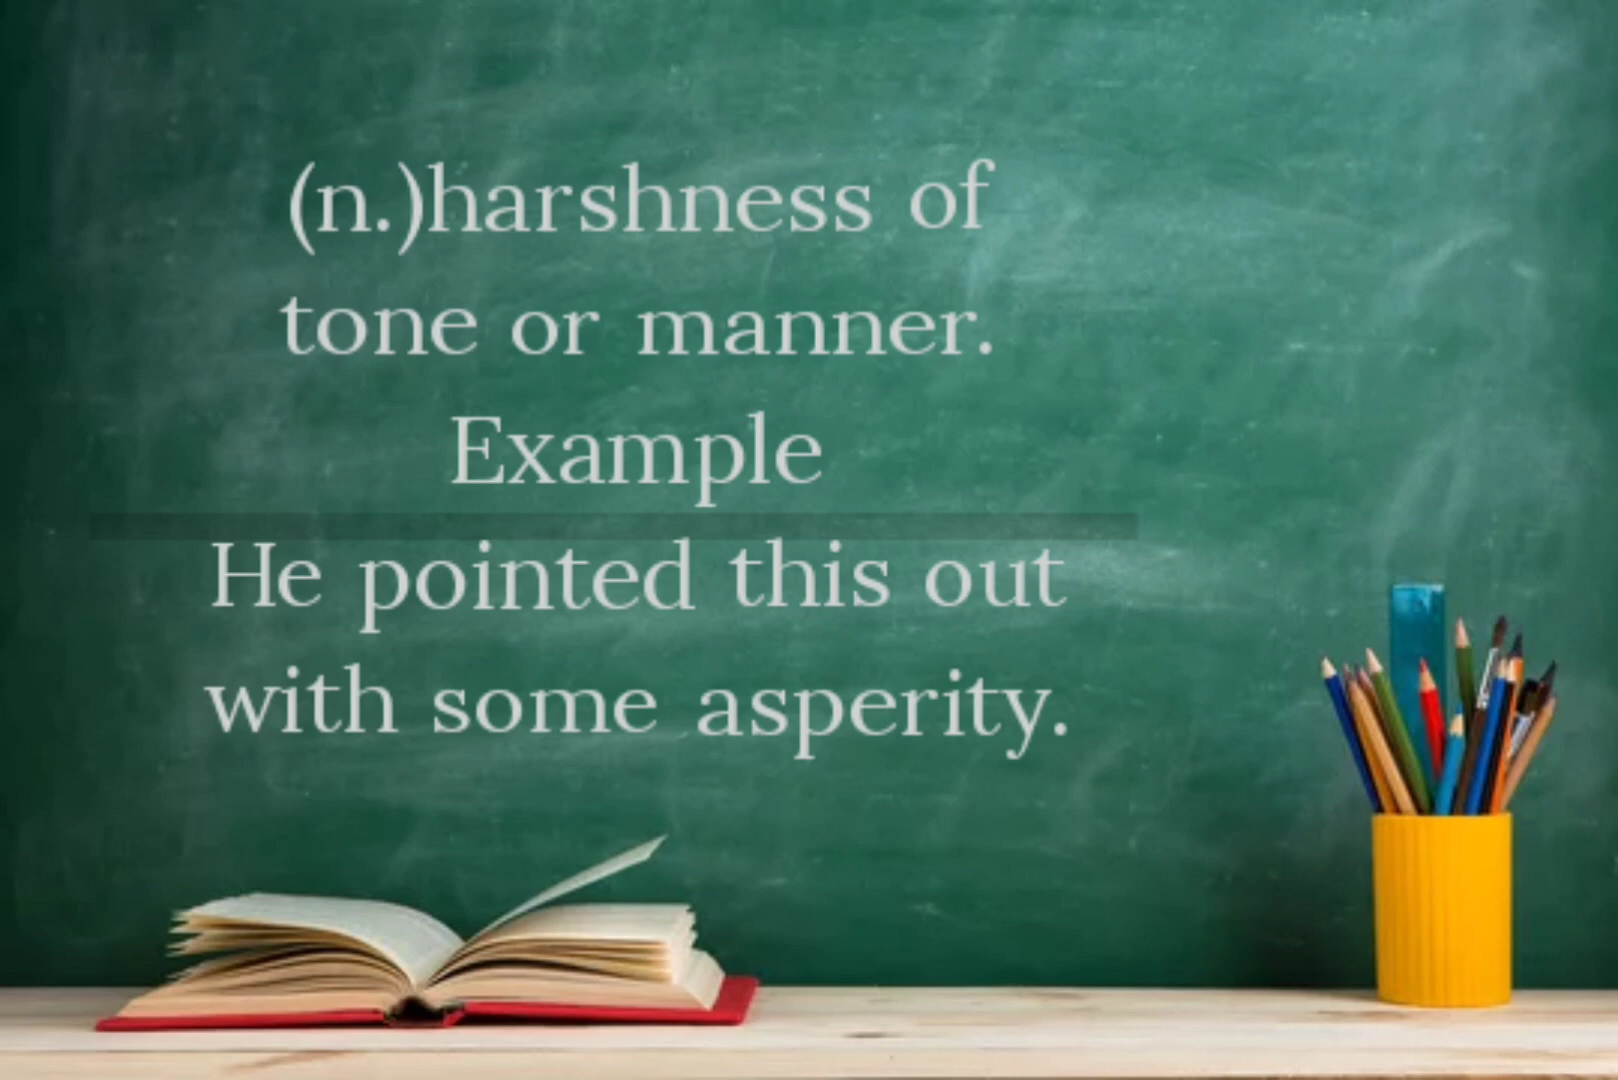 (n.)harshness of
tone or manner.
Example
He pointed this out
with some asperity.